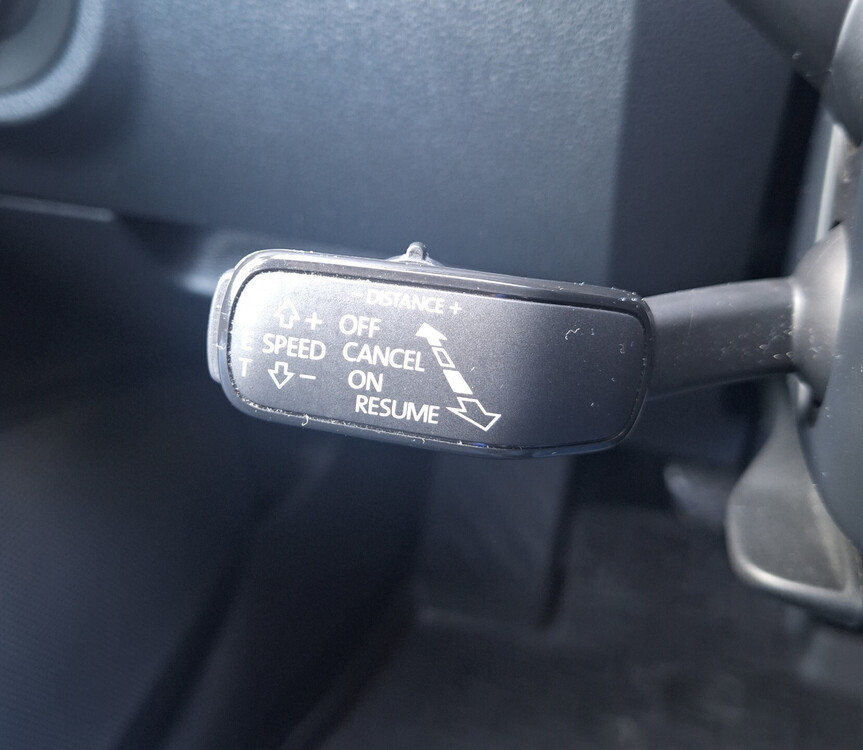 - DISTANCE +
+ OFF
E SPEED CANCEL
T - ON
RESUME